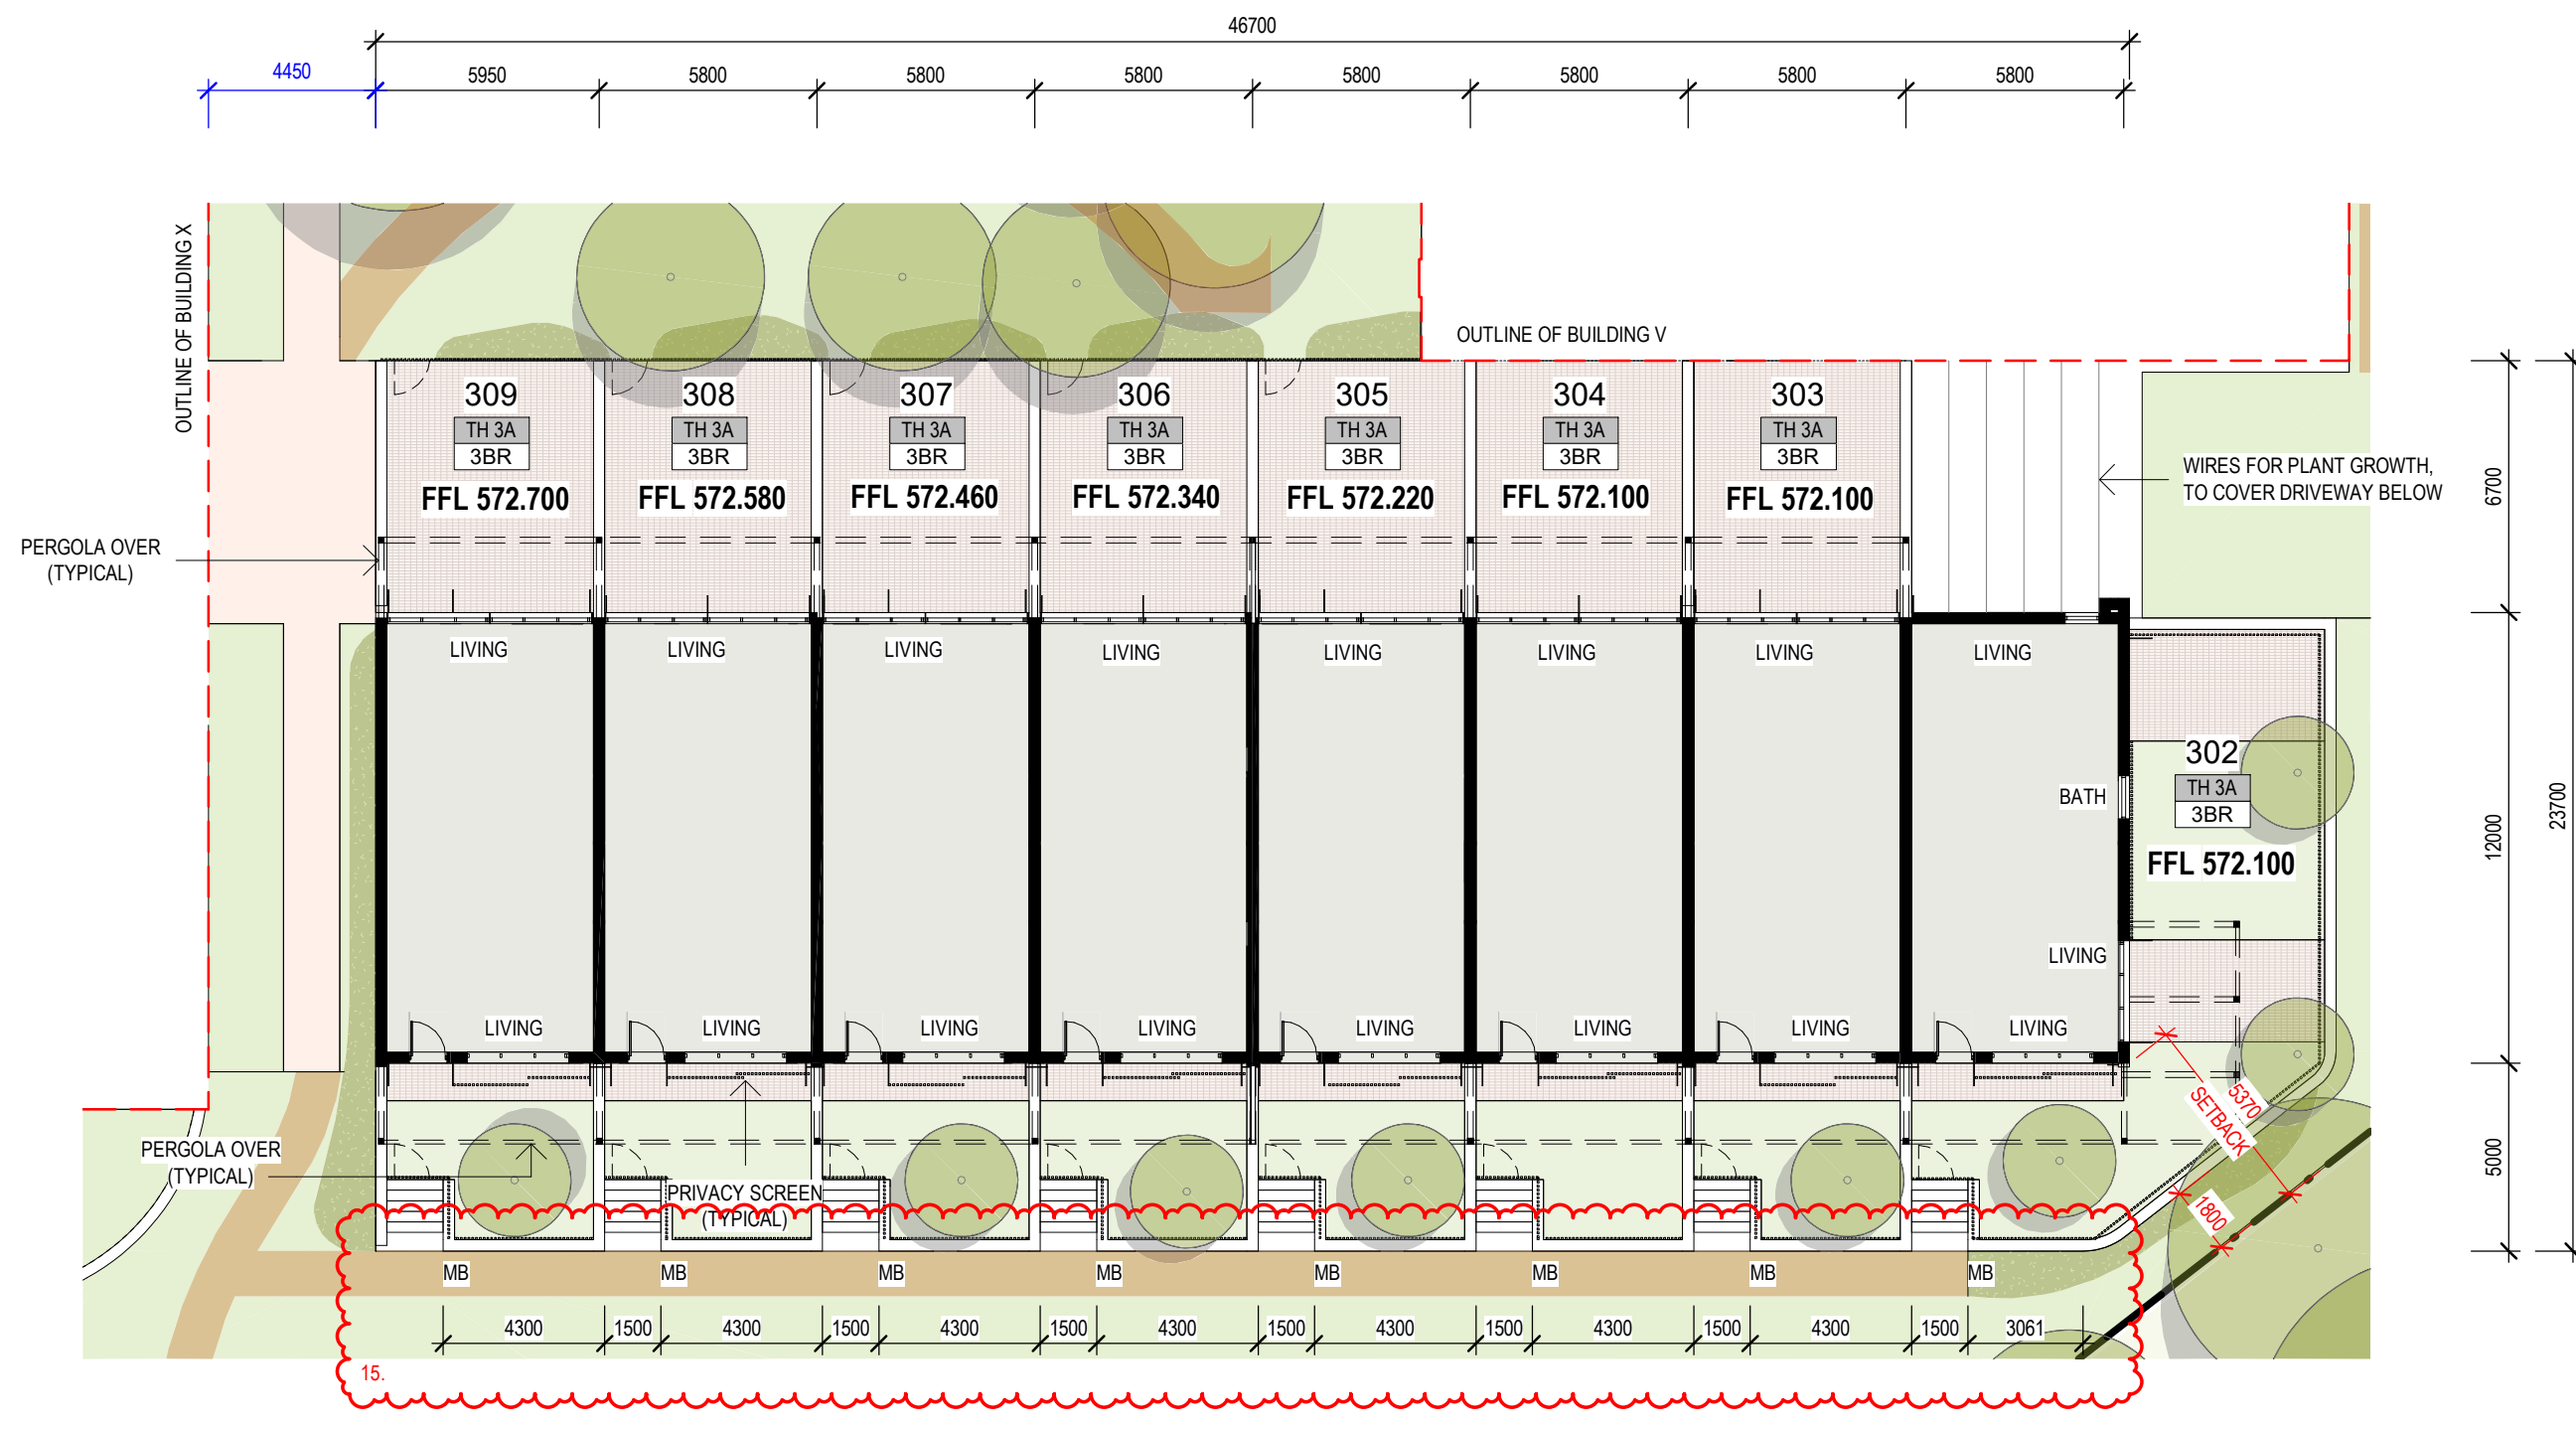 46700
4450
5950
5800
5800
5800
5800
5800
5800
5800
OUTLINE OF BUILDING X
OUTLINE OF BUILDING V
309
TH 3A
3BR
FFL 572.700
308
TH 3A
3BR
FFL 572.580
307
TH 3A
3BR
FFL 572.460
306
TH 3A
3BR
FFL 572.340
305
TH 3A
3BR
FFL 572.220
304
TH 3A
3BR
FFL 572.100
303
TH 3A
3BR
FFL 572.100
WIRES FOR PLANT GROWTH,
TO COVER DRIVEWAY BELOW
6700
PERGOLA OVER
(TYPICAL)
LIVING
LIVING
LIVING
LIVING
LIVING
LIVING
LIVING
LIVING
302
TH 3A
3BR
FFL 572.100
BATH
LIVING
12000
23700
LIVING
LIVING
LIVING
LIVING
LIVING
LIVING
LIVING
LIVING
5370
SETBACK
1800
5000
PERGOLA OVER
(TYPICAL)
PRIVACY SCREEN
(TYPICAL)
MB
MB
MB
MB
MB
MB
MB
MB
4300
1500
4300
1500
4300
1500
4300
1500
4300
1500
4300
1500
4300
1500
3061
15.